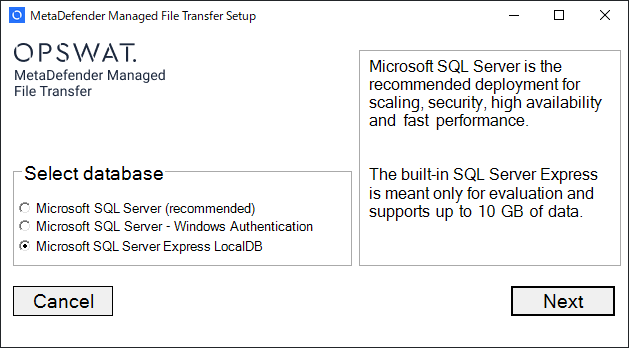 MetaDefender Managed File Transfer Setup
OPSWAT.
MetaDefender Managed
File Transfer
Select database
Microsoft SQL Server (recommended)
Microsoft SQL Server - Windows Authentication
Microsoft SQL Server Express LocalDB
Microsoft SQL Server is the
recommended deployment for
scaling, security, high availability
and fast performance.
The built-in SQL Server Express
is meant only for evaluation and
supports up to 10 GB of data.
Cancel
Next